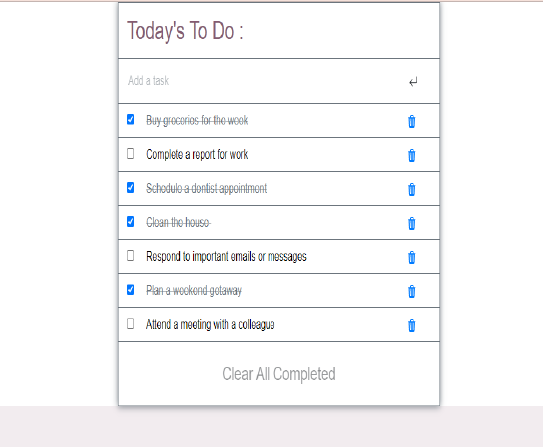 Today's To Do :
Add a task
Buy groceries for the week
Complete a report for work
Schedule a dentist appointment
Clean the house
Respond to important emails or messages
Plan a weekend getaway
Attend a meeting with a colleague
Clear All Completed